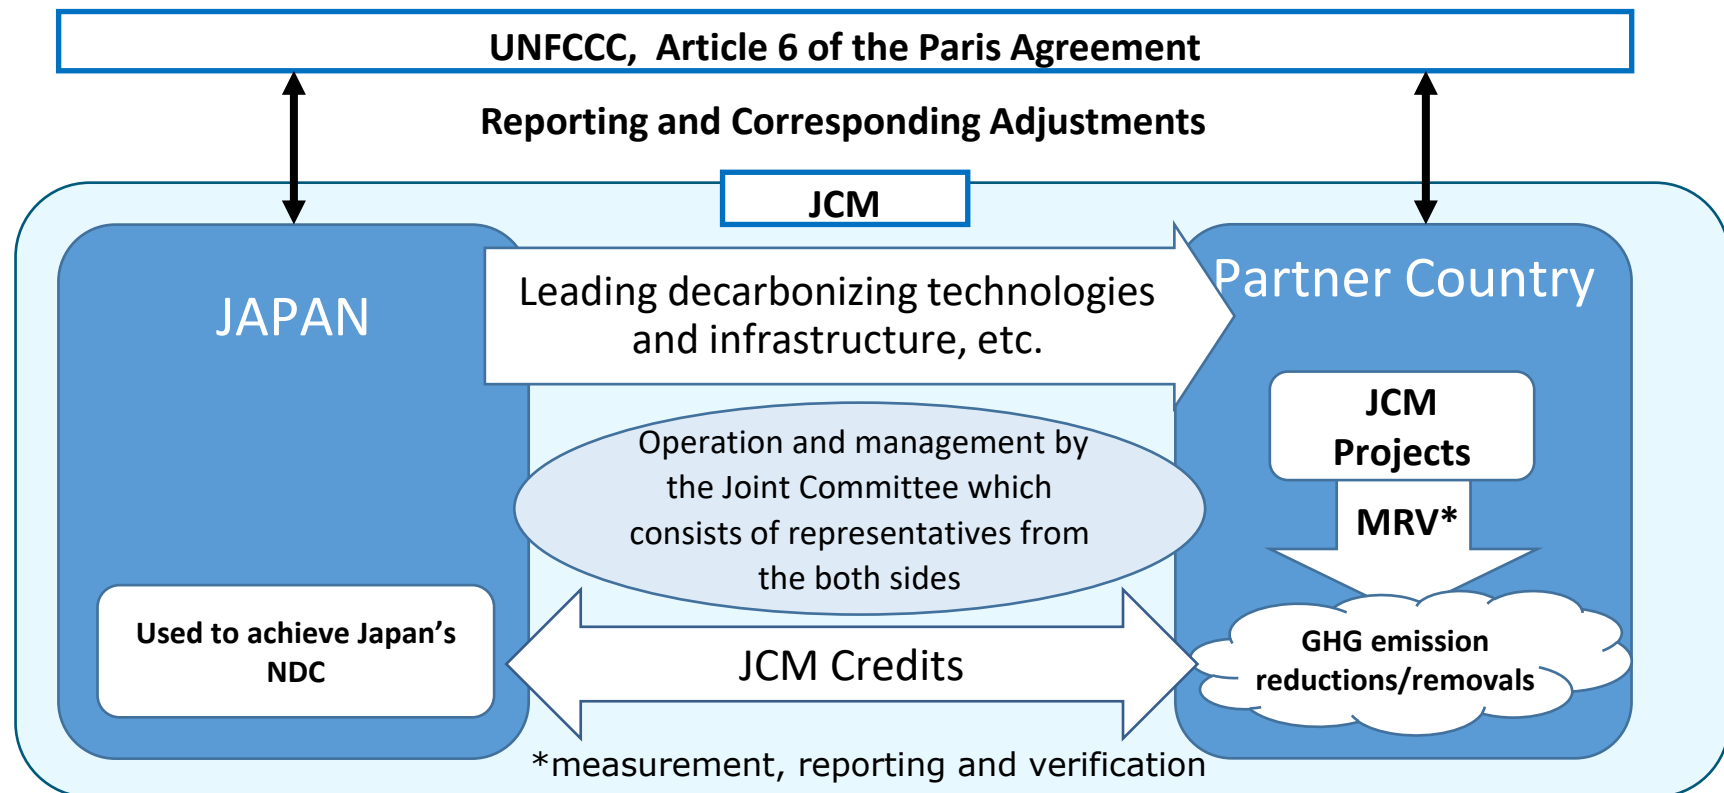 UNFCCC, Article 6 of the Paris Agreement
Reporting and Corresponding Adjustments
JCM
JAPAN
Leading decarbonizing technologies
and infrastructure, etc.
Partner Country
JCM
Projects
MRV*
Operation and management by
the Joint Committee which
consists of representatives from
the both sides
Used to achieve Japan’s
NDC
JCM Credits
GHG emission
reductions/removals
*measurement, reporting and verification